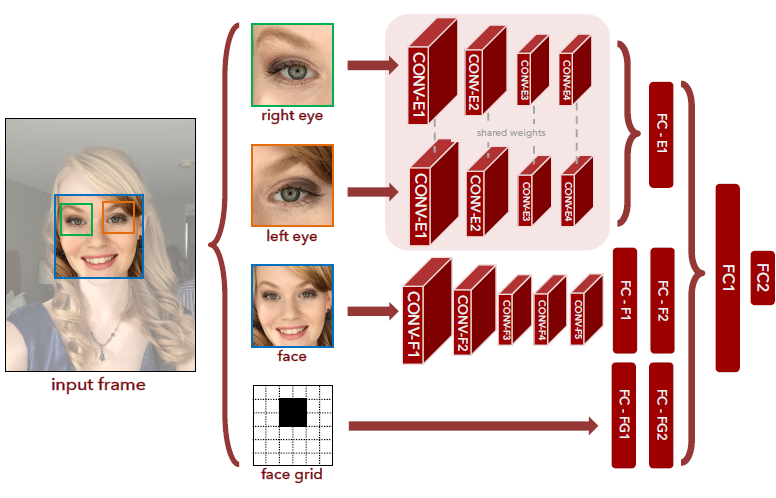 right eye
CONV-E1
CONV-E2
CONV-E3
CONV-E4
shared weights
left eye
CONV-E1
CONV-E2
CONV-E3
CONV-E4
FC - E1
face
CONV-F1
CONV-F2
CONV-F3
CONV-F4
CONV-F5
FC - F1
FC - F2
FC1
FC2
input frame
face grid
FC - FG1
FC - FG2